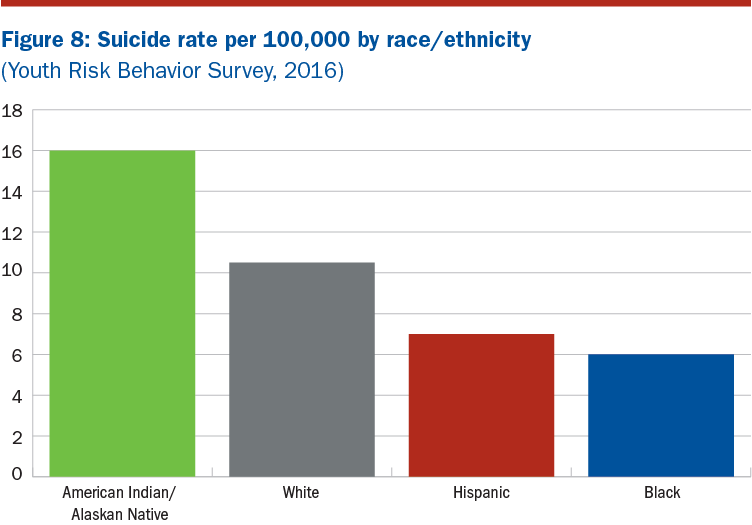 Figure 8: Suicide rate per 100,000 by race/ethnicity
(Youth Risk Behavior Survey, 2016)
18
16
14
12
10
8
6
4
2
0
American Indian/
Alaskan Native
White
Hispanic
Black